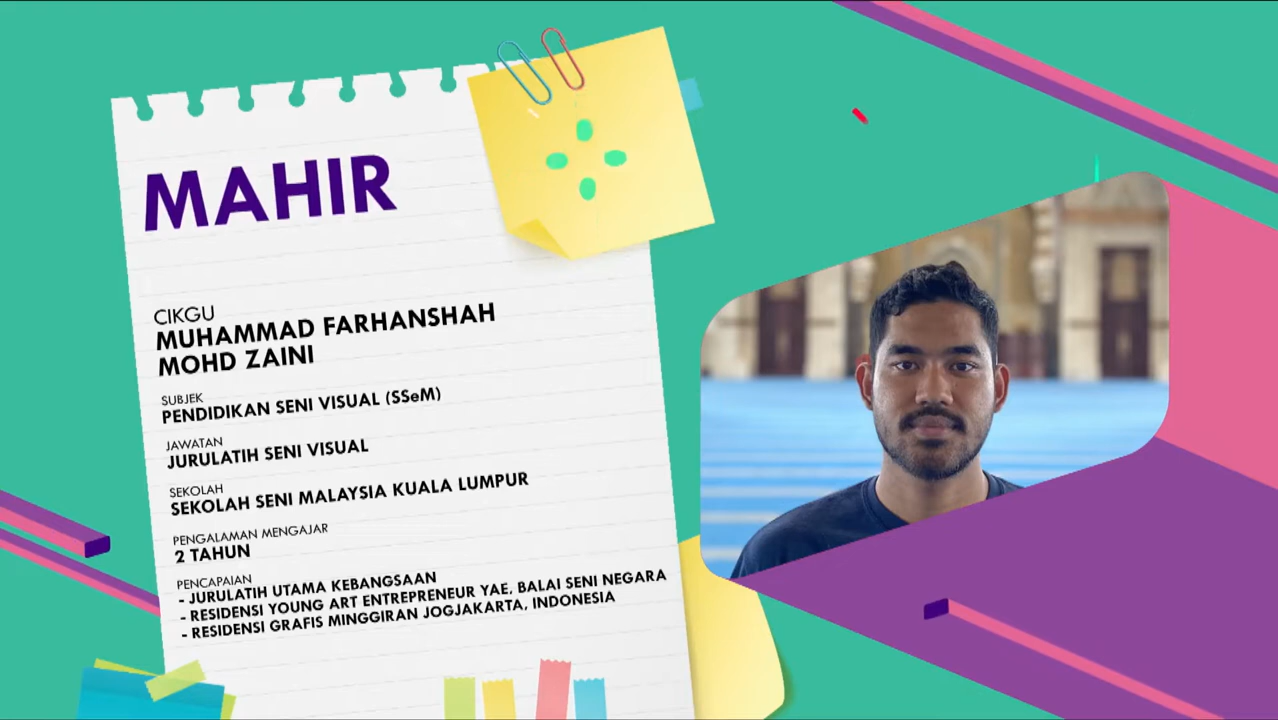 MAHIR
CIKGU
MUHAMMAD FARHANSHAH
MOHD ZAINI
SUBJEK
PENDIDIKAN SENI VISUAL (SSeM)
JAWATAN
JURULATIH SENI VISUAL
SEKOLAH
SEKOLAH SENI MALAYSIA KUALA LUMPUR
PENGALAMAN MENGAJAR
2 TAHUN
PENCAPAIAN
- JURULATIH UTAMA KEBANGSAAN
- RESIDENSI YOUNG ART ENTREPRENEUR YAE, BALAI SENI NEGARA
- RESIDENSI GRAFIS MINGGIRAN JOGJAKARTA, INDONESIA